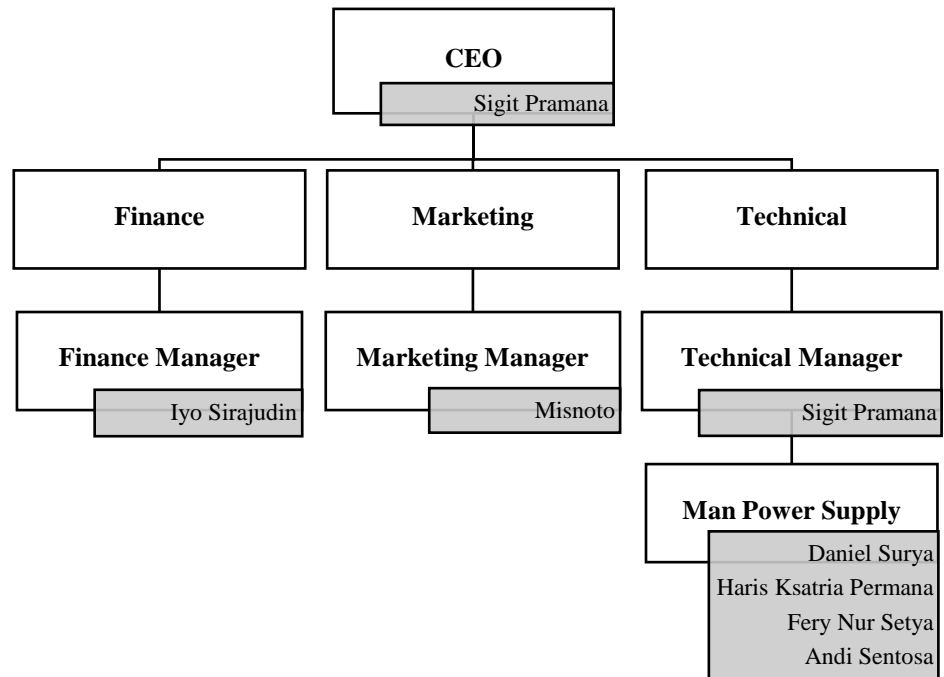 CEO
Sigit Pramana
Finance
Marketing
Technical
Finance Manager
Iyo Sirajudin
Marketing Manager
Misnoto
Technical Manager
Sigit Pramana
Man Power Supply
Daniel Surya
Haris Ksatria Permana
Fery Nur Setya
Andi Sentosa